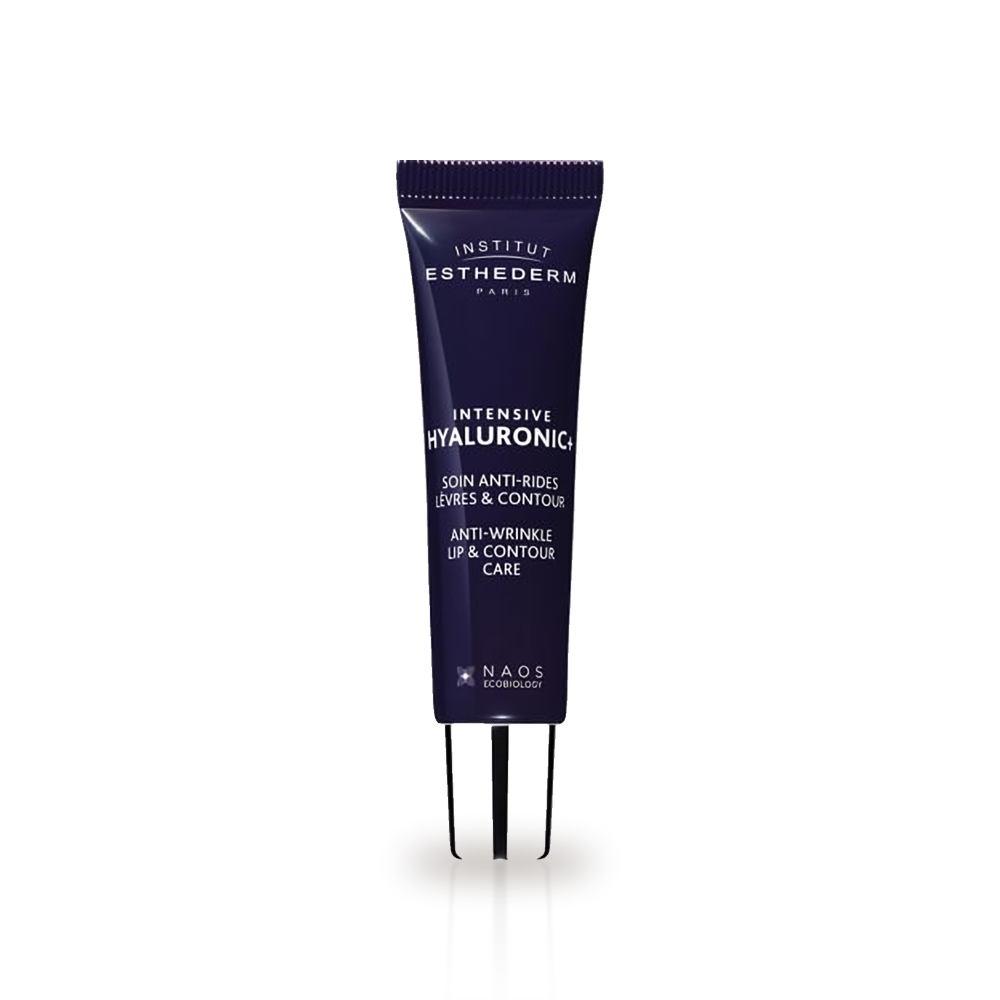 INSTITUT
ESTHEDERM
PARIS
INTENSIVE
HYALURONIC+
SOIN ANTI-RIDES
LÈVRES & CONTOUR
ANTI-WRINKLE
LIP & CONTOUR
CARE
NAOS
ECOBIOLOGY